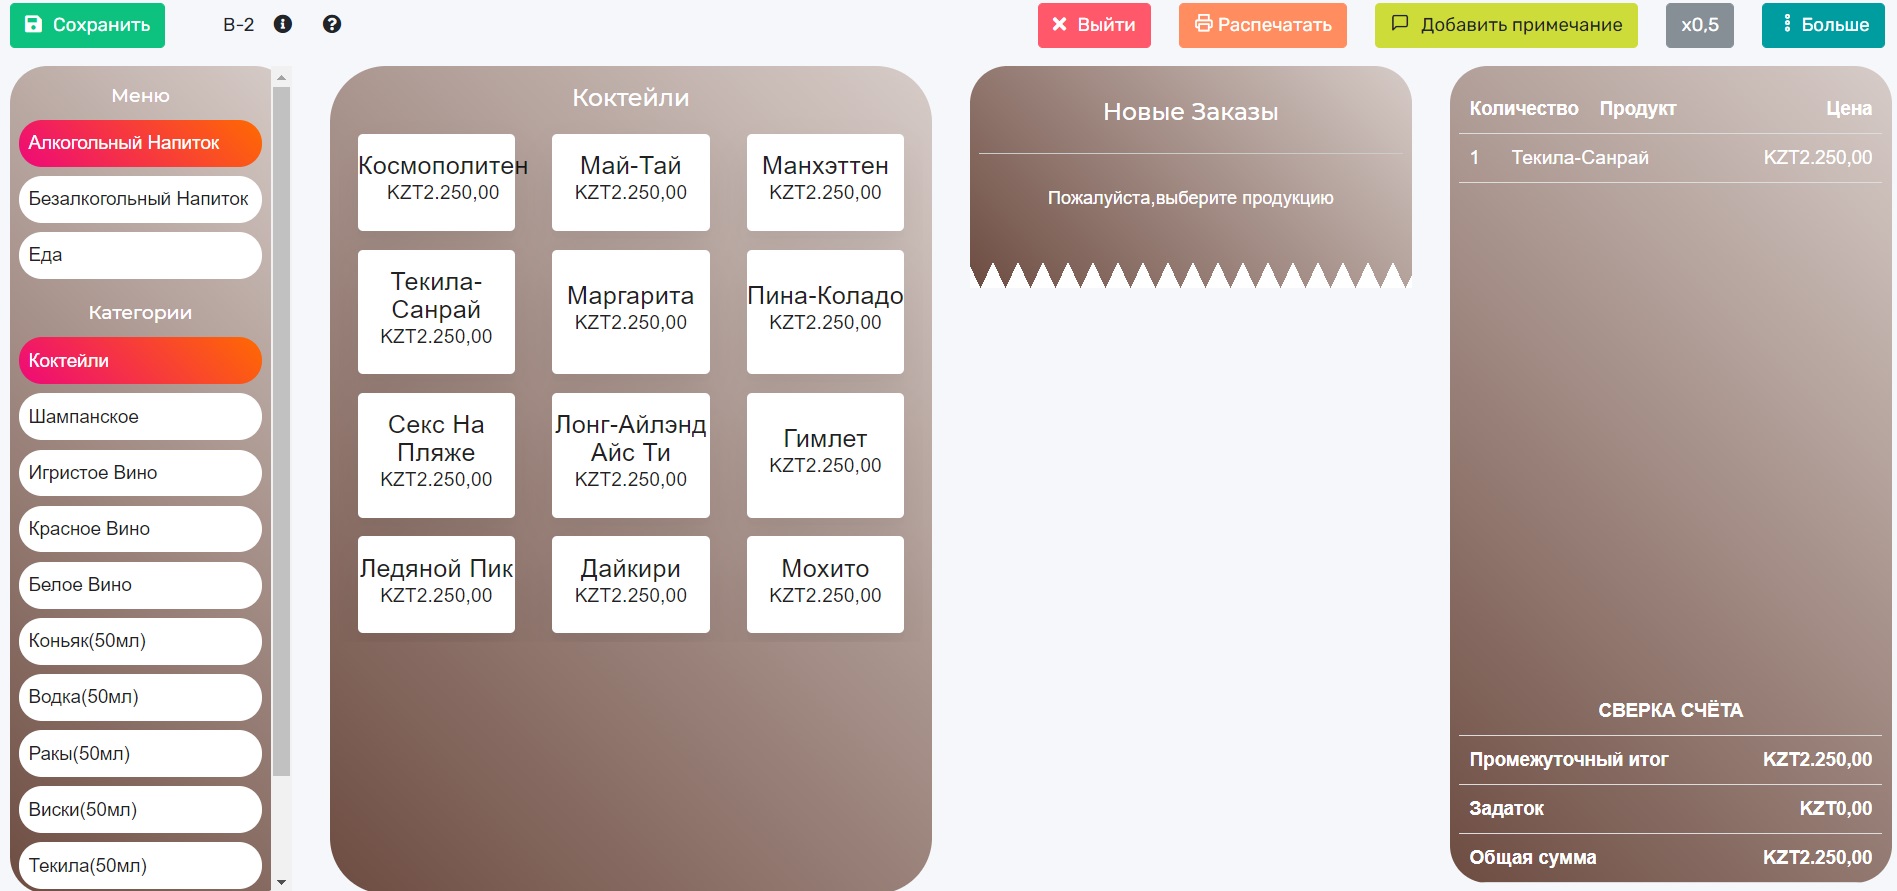 Сохранить
B-2
Выйти
Распечатать
Добавить примечание
x0,5
Больше
Меню
Алкогольный Напиток
Безалкогольный Напиток
Еда
Категории
Коктейли
Шампанское
Игристое Вино
Красное Вино
Белое Вино
Коньяк(50мл)
Водка(50мл)
Ракы(50мл)
Виски(50мл)
Текила(50мл)
Коктейли
Космополитен
KZT2.250,00
Май-Тай
KZT2.250,00
Манхэттен
KZT2.250,00
Текила-
Санрай
KZT2.250,00
Маргарита
KZT2.250,00
Пина-Коладо
KZT2.250,00
Секс На
Пляже
KZT2.250,00
Лонг-Айлэнд
Айс Ти
KZT2.250,00
Гимлет
KZT2.250,00
Ледяной Пик
KZT2.250,00
Дайкири
KZT2.250,00
Мохито
KZT2.250,00
Новые Заказы
Пожалуйста,выберите продукцию
Количество Продукт Цена
1 Текила-Санрай KZT2.250,00
СВЕРКА СЧЁТА
Промежуточный итог KZT2.250,00
Задаток KZT0,00
Общая сумма KZT2.250,00